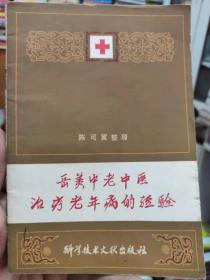 陈可冀整理
岳美中老中医
治疗老年病的经验
科学技术文献出版社